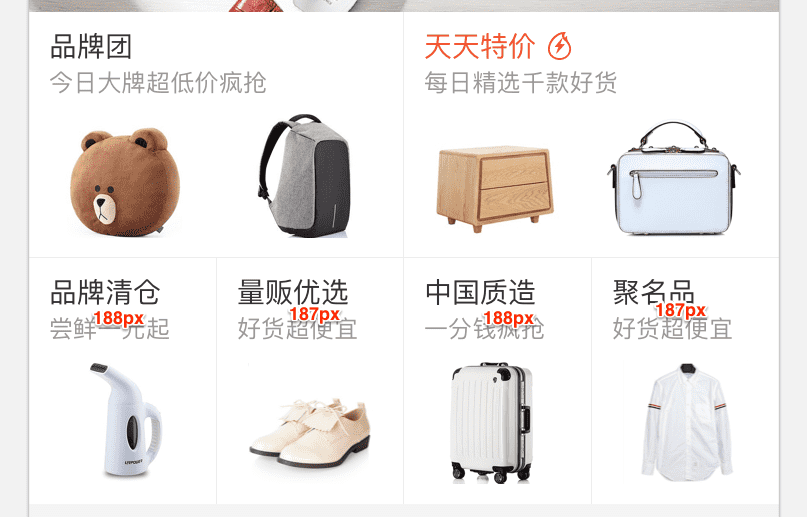 品牌团
今日大牌超低价疯抢
天天特价
每日精选千款好货
品牌清仓
尝鲜一元起
188px
量贩优选
好货超便宜
187px
中国质造
一分钱疯抢
188px
聚名品
好货超便宜
187px